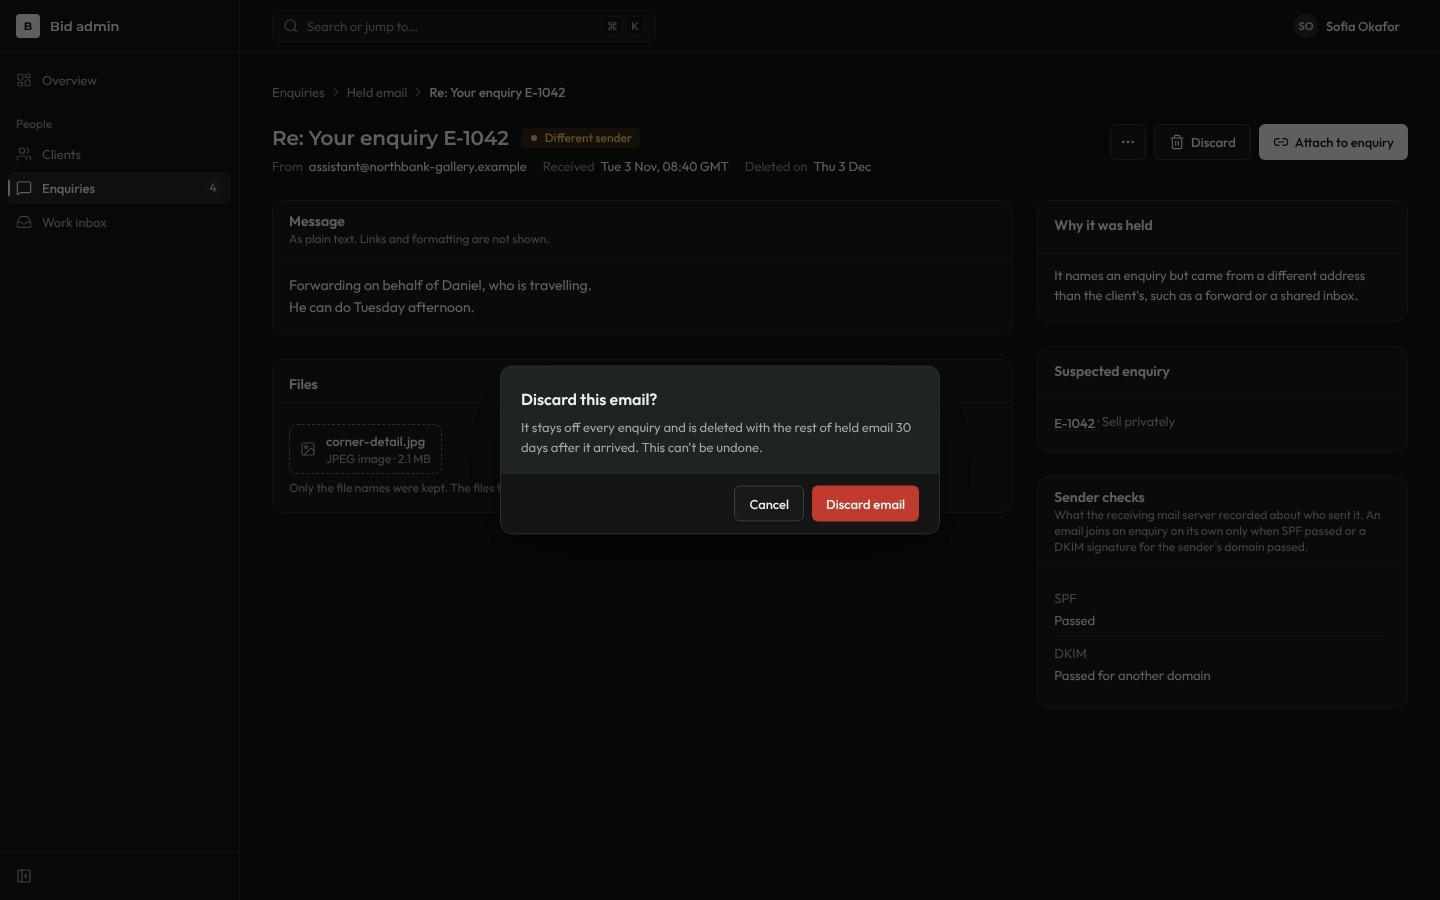 B Bid admin
Search or jump to...
⌘ K
SO Sofia Okafor
Overview
People
Clients
Enquiries 4
Work inbox
Enquiries > Held email > Re: Your enquiry E-1042
Re: Your enquiry E-1042
Different sender
Discard
Attach to enquiry
From assistant@northbank-gallery.example Received Tue 3 Nov, 08:40 GMT Deleted on Thu 3 Dec
Message
As plain text. Links and formatting are not shown.
Forwarding on behalf of Daniel, who is travelling.
He can do Tuesday afternoon.
Files
corner-detail.jpg
JPEG image · 2.1 MB
Only the file names were kept. The files
Discard this email?
It stays off every enquiry and is deleted with the rest of held email 30
days after it arrived. This can't be undone.
Cancel
Discard email
Why it was held
It names an enquiry but came from a different address
than the client's, such as a forward or a shared inbox.
Suspected enquiry
E-1042 · Sell privately
Sender checks
What the receiving mail server recorded about who sent it. An
email joins an enquiry on its own only when SPF passed or a
DKIM signature for the sender's domain passed.
SPF
Passed
DKIM
Passed for another domain